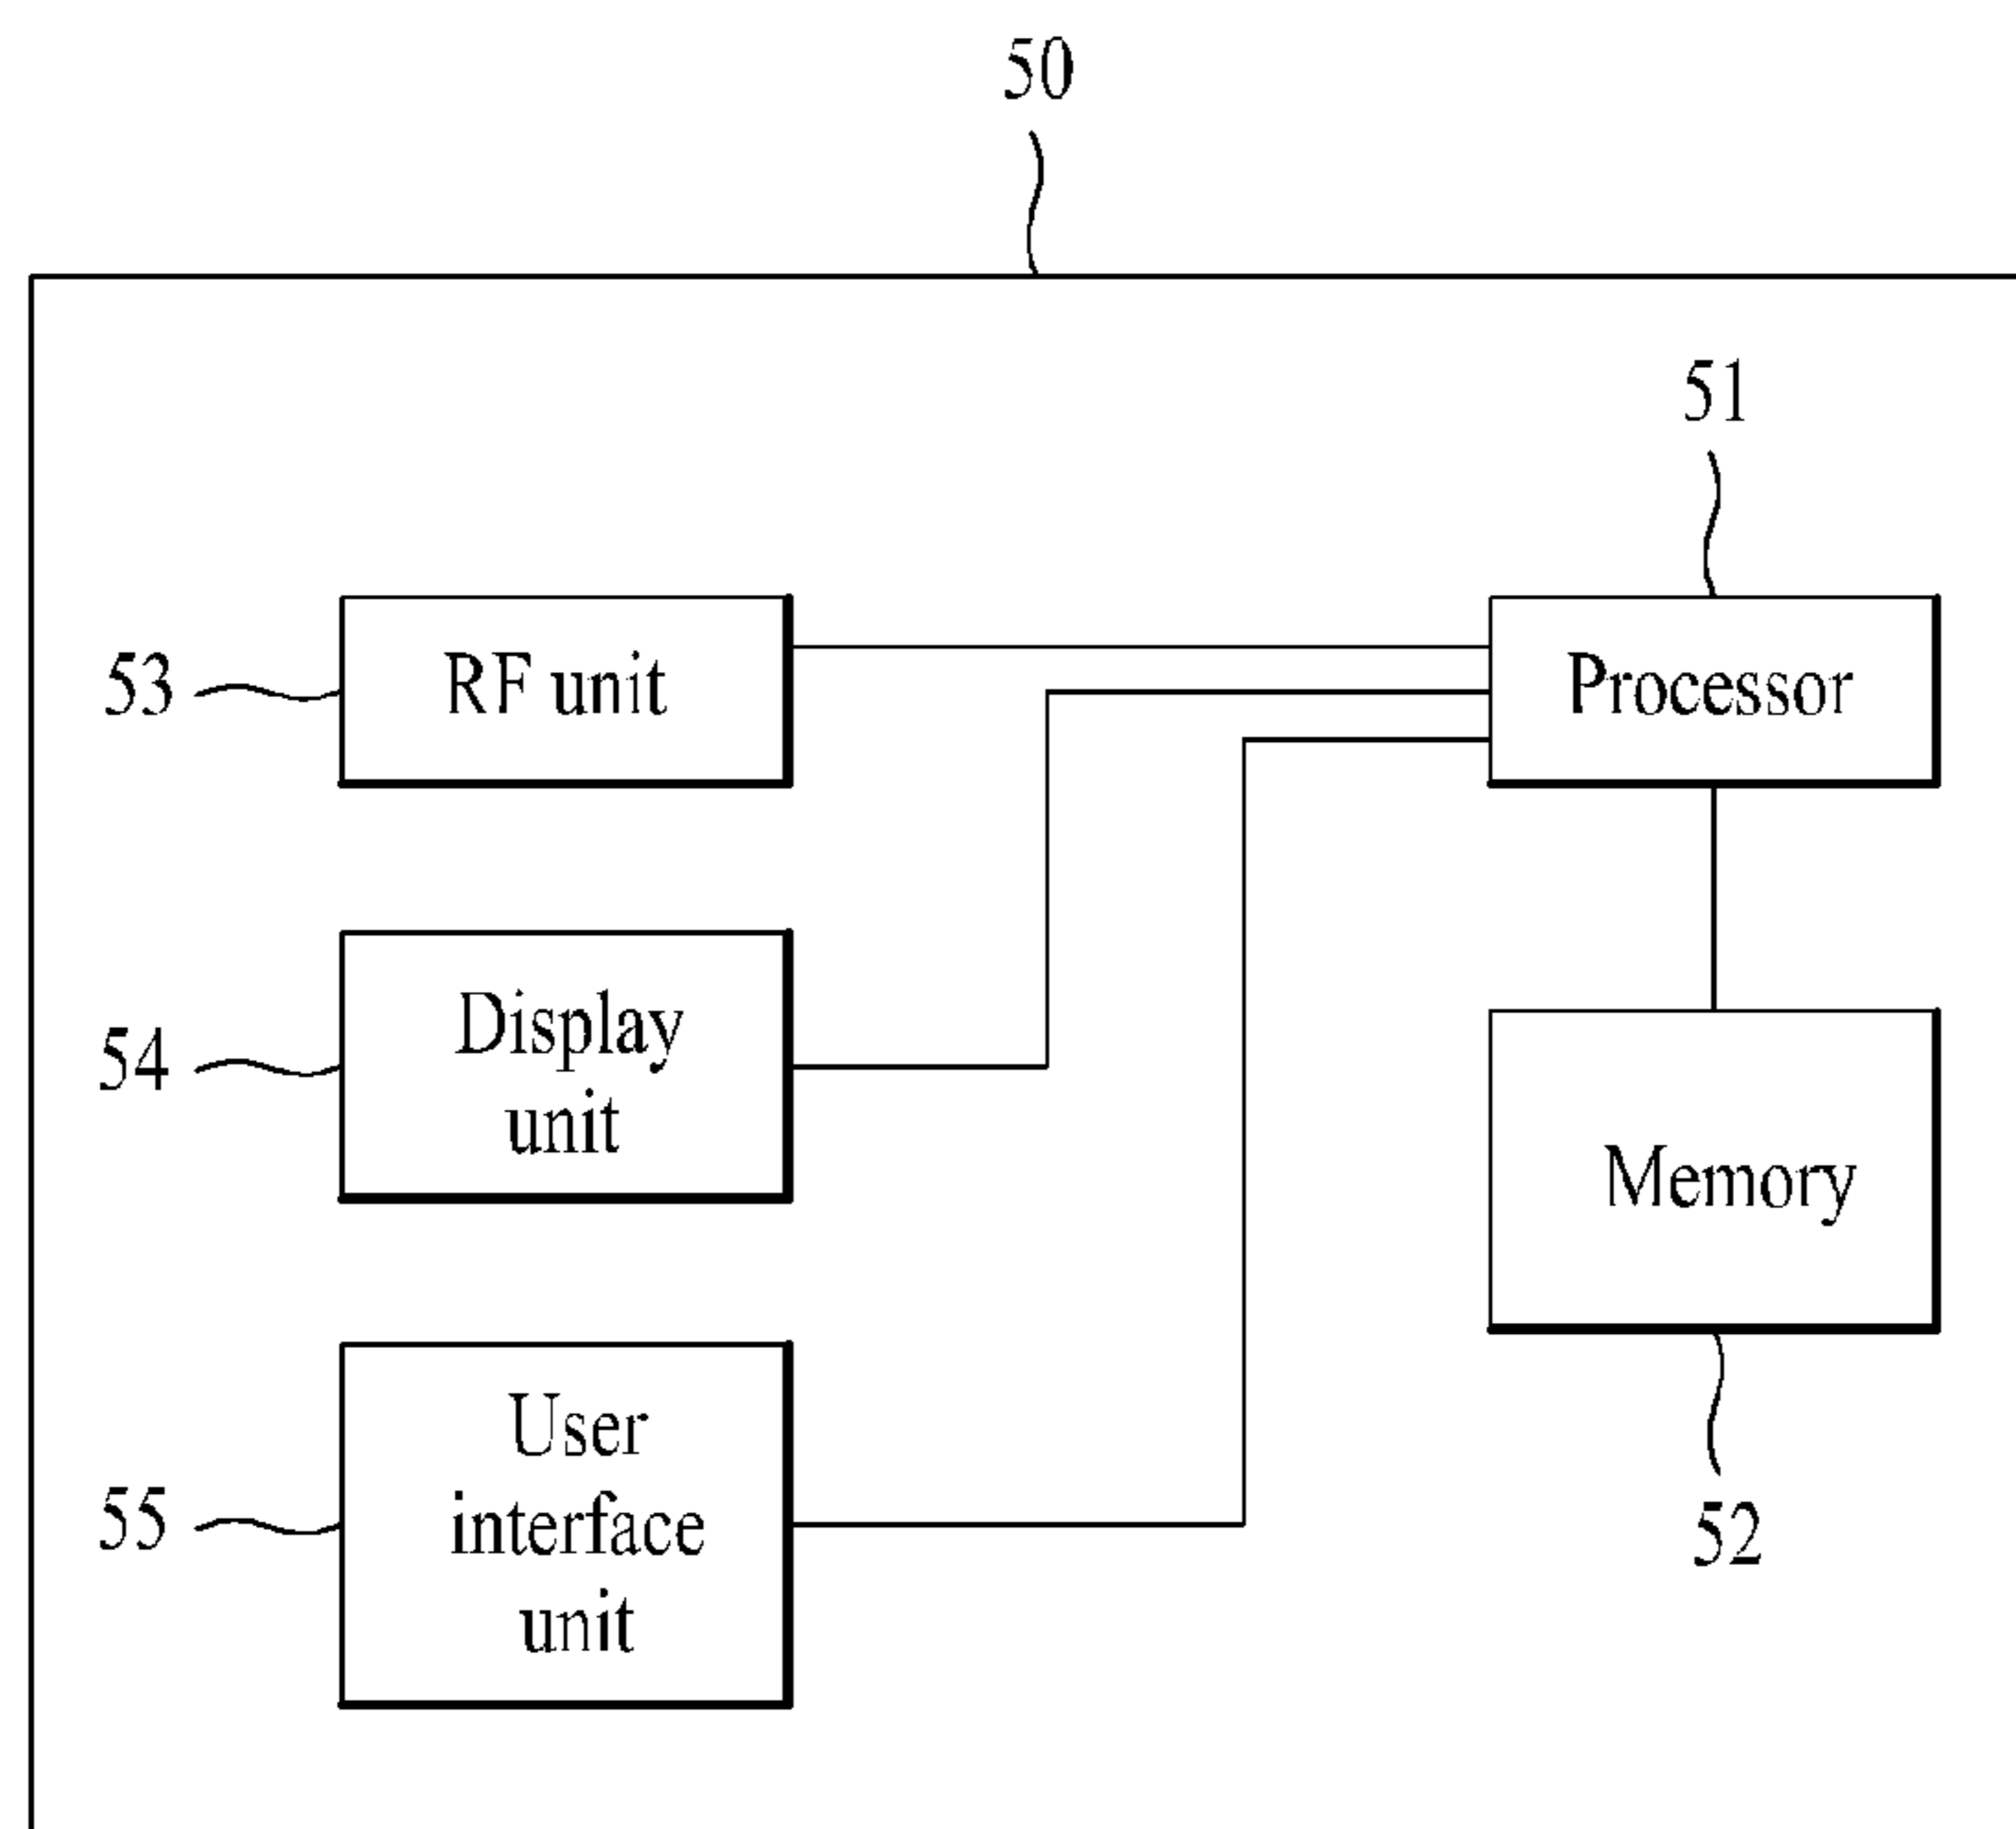 50
51
53
RF unit
Processor
54
Display
unit
Memory
55
User
interface
unit
52